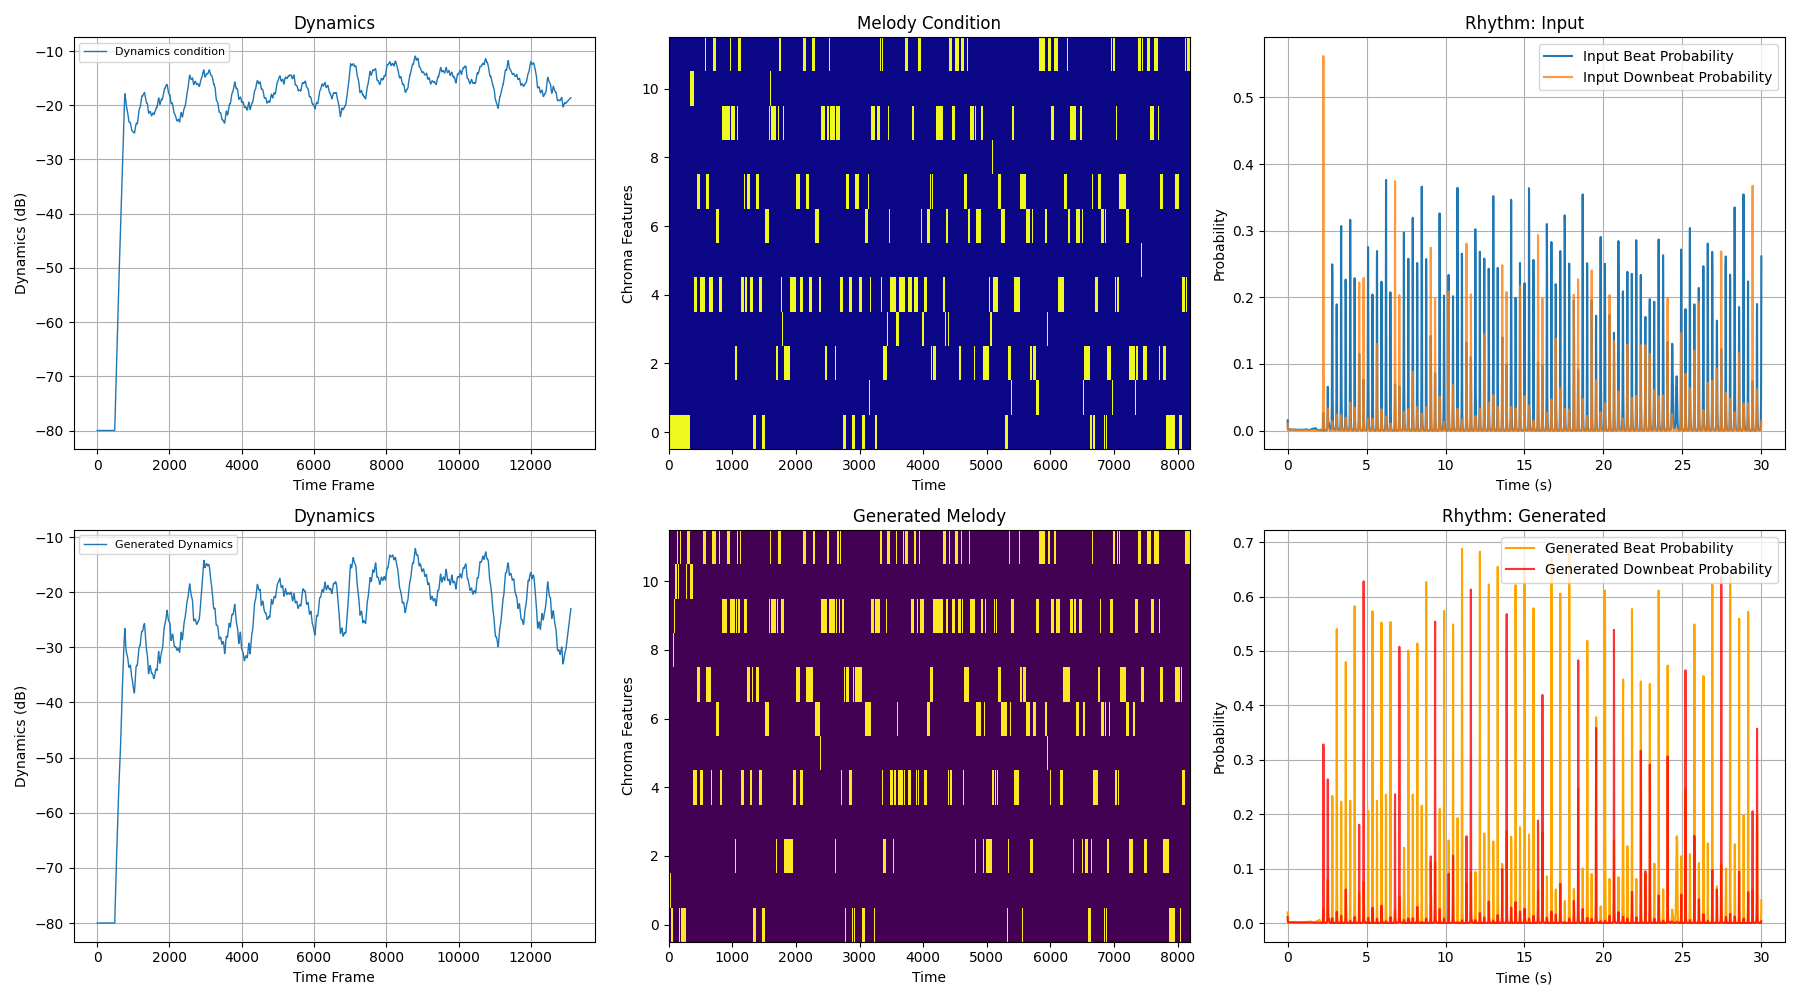 Dynamics
Dynamics condition
−10
−20
−30
−40
−50
−60
−70
−80
Dynamics (dB)
0 2000 4000 6000 8000 10000 12000
Time Frame
Melody Condition
10
8
6
4
2
0
Chroma Features
0 1000 2000 3000 4000 5000 6000 7000 8000
Time
Rhythm: Input
Input Beat Probability
Input Downbeat Probability
0.5
0.4
0.3
0.2
0.1
0.0
Probability
0 5 10 15 20 25 30
Time (s)
Dynamics
Generated Dynamics
−10
−20
−30
−40
−50
−60
−70
−80
Dynamics (dB)
0 2000 4000 6000 8000 10000 12000
Time Frame
Generated Melody
10
8
6
4
2
0
Chroma Features
0 1000 2000 3000 4000 5000 6000 7000 8000
Time
Rhythm: Generated
Generated Beat Probability
Generated Downbeat Probability
0.7
0.6
0.5
0.4
0.3
0.2
0.1
0.0
Probability
0 5 10 15 20 25 30
Time (s)